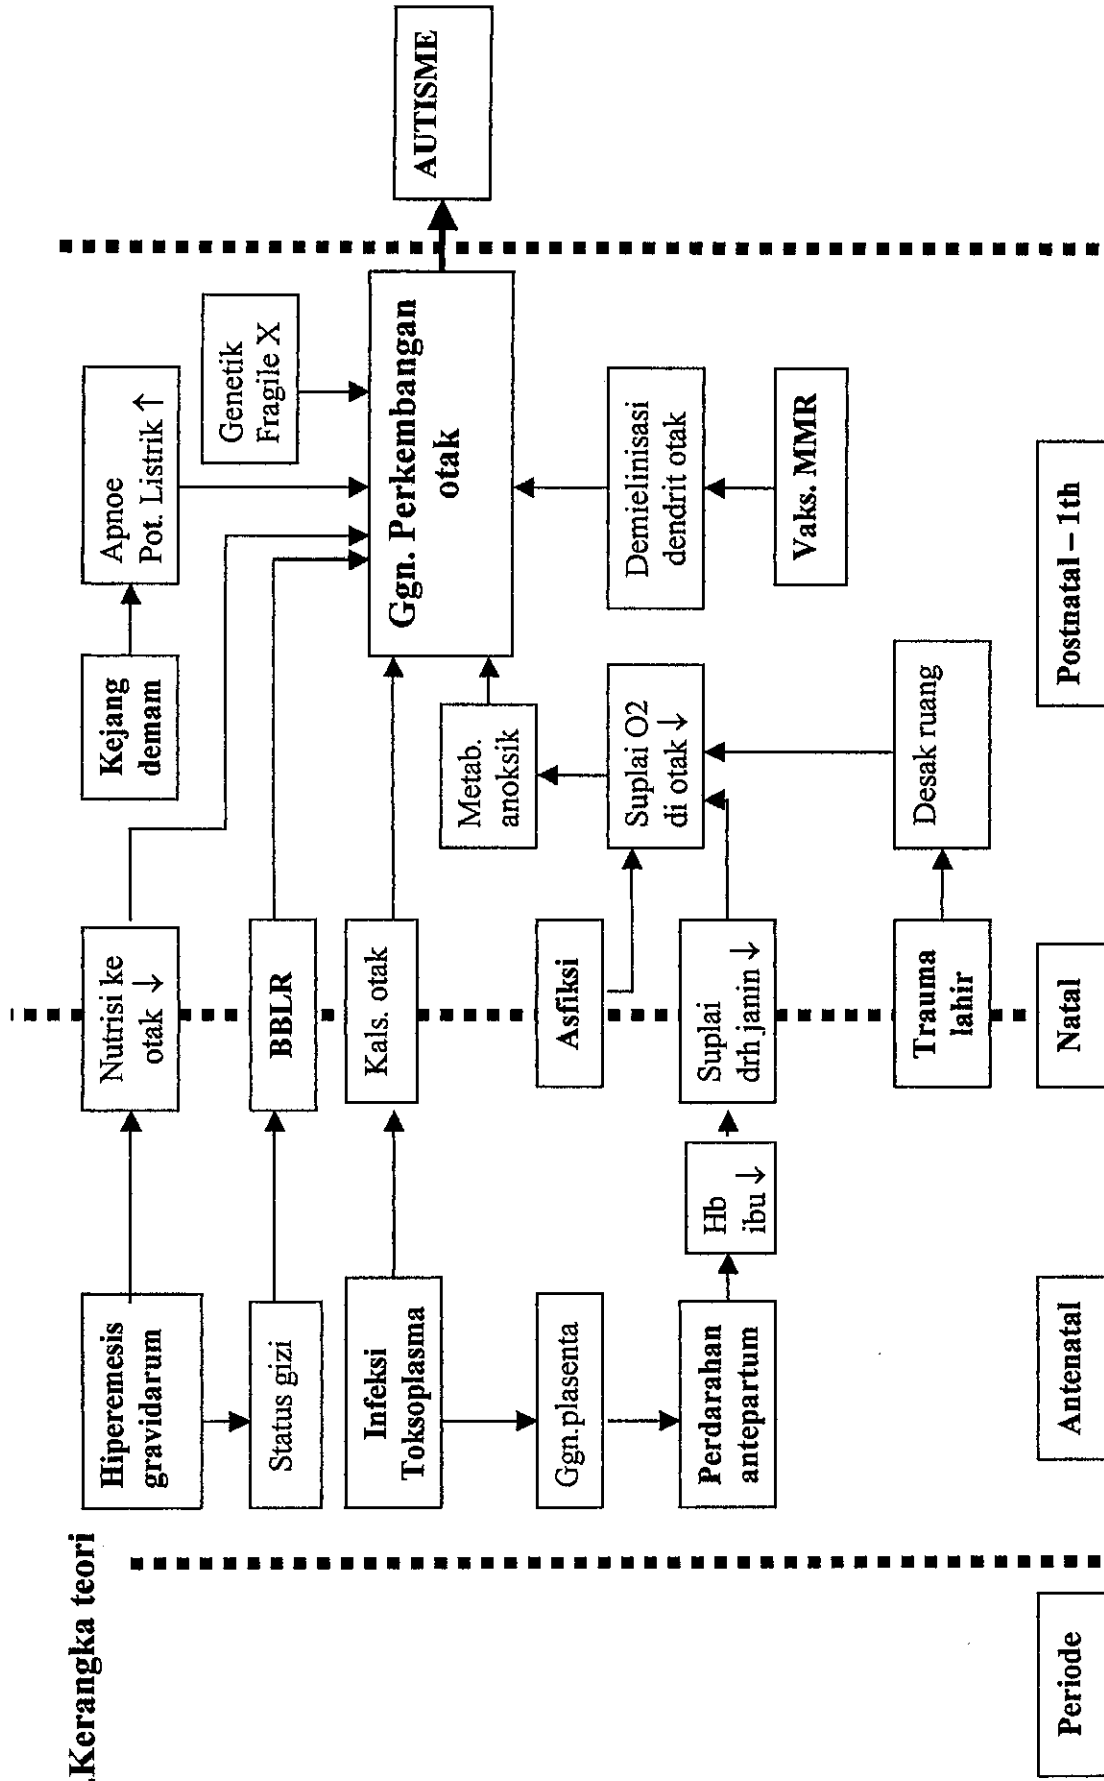 .Kerangka teori
Hiperemesis
gravidarum
Nutrisi ke
otak ↓
Kejang
demam
Apnoe
Pot. Listrik ↑
Genetik
Fragile X
Status gizi
BBLR
Infeksi
Toksoplasma
Kals. otak
Ggn. Perkembangan
otak
AUTISME
Metab.
anoksik
Ggn.plasenta
Asfiksi
Suplai O2
di otak ↓
Demielinisasi
dendrit otak
Perdarahan
antepartum
Hb
ibu ↓
Suplai
drh janin ↓
Vaks. MMR
Trauma
lahir
Desak ruang
Periode
Antenatal
Natal
Postnatal – 1th